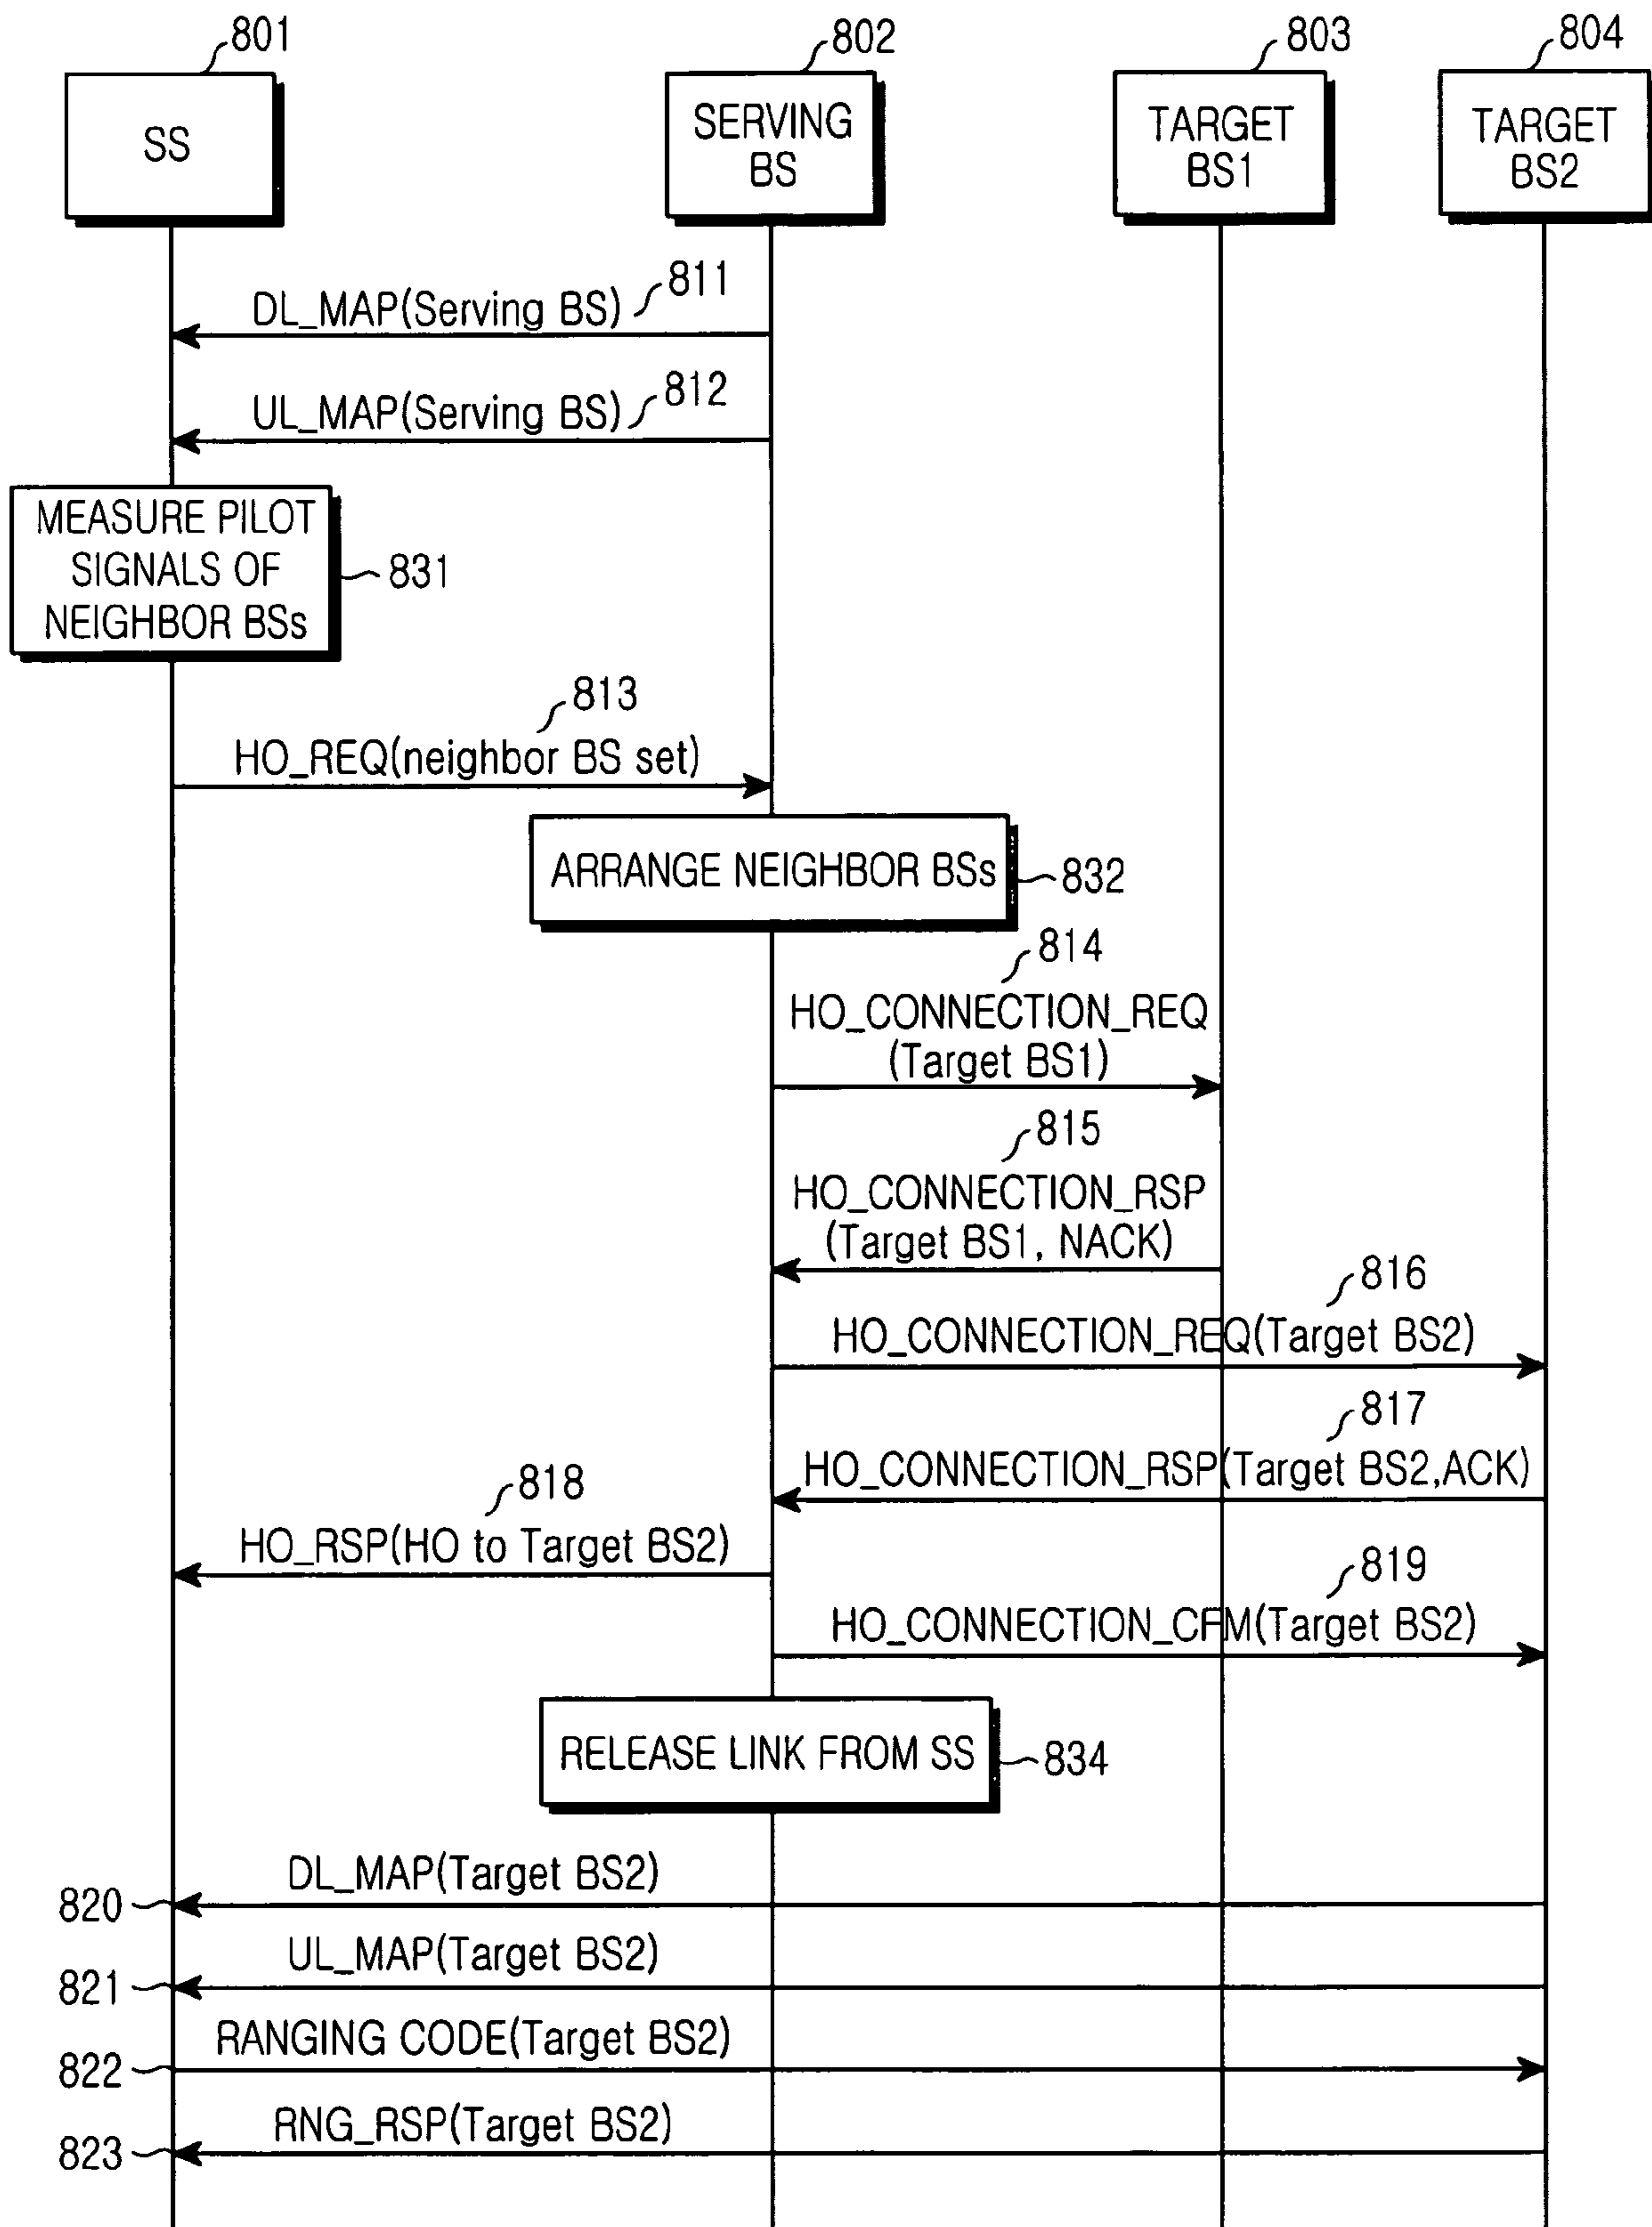 801
802
803
804
SS
SERVING
BS
TARGET
BS1
TARGET
BS2
811
DL_MAP(Serving BS)
812
UL_MAP(Serving BS)
MEASURE PILOT
SIGNALS OF
NEIGHBOR BSs
831
813
HO_REQ(neighbor BS set)
ARRANGE NEIGHBOR BSs
832
814
HO_CONNECTION_REQ
(Target BS1)
815
HO_CONNECTION_RSP
(Target BS1, NACK)
816
HO_CONNECTION_REQ(Target BS2)
817
HO_CONNECTION_RSP(Target BS2,ACK)
818
HO_RSP(HO to Target BS2)
819
HO_CONNECTION_CFM(Target BS2)
RELEASE LINK FROM SS
834
DL_MAP(Target BS2)
820
UL_MAP(Target BS2)
821
RANGING CODE(Target BS2)
822
RNG_RSP(Target BS2)
823